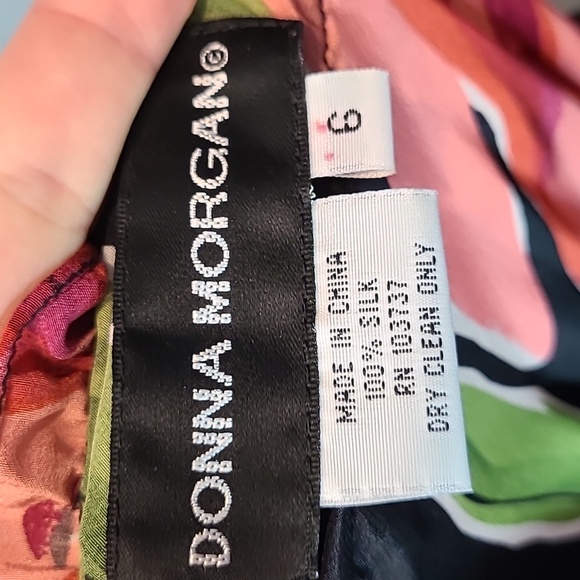 DONNA MORGAN®
6
MADE IN CHINA
100% SILK
RN 103737
DRY CLEAN ONLY